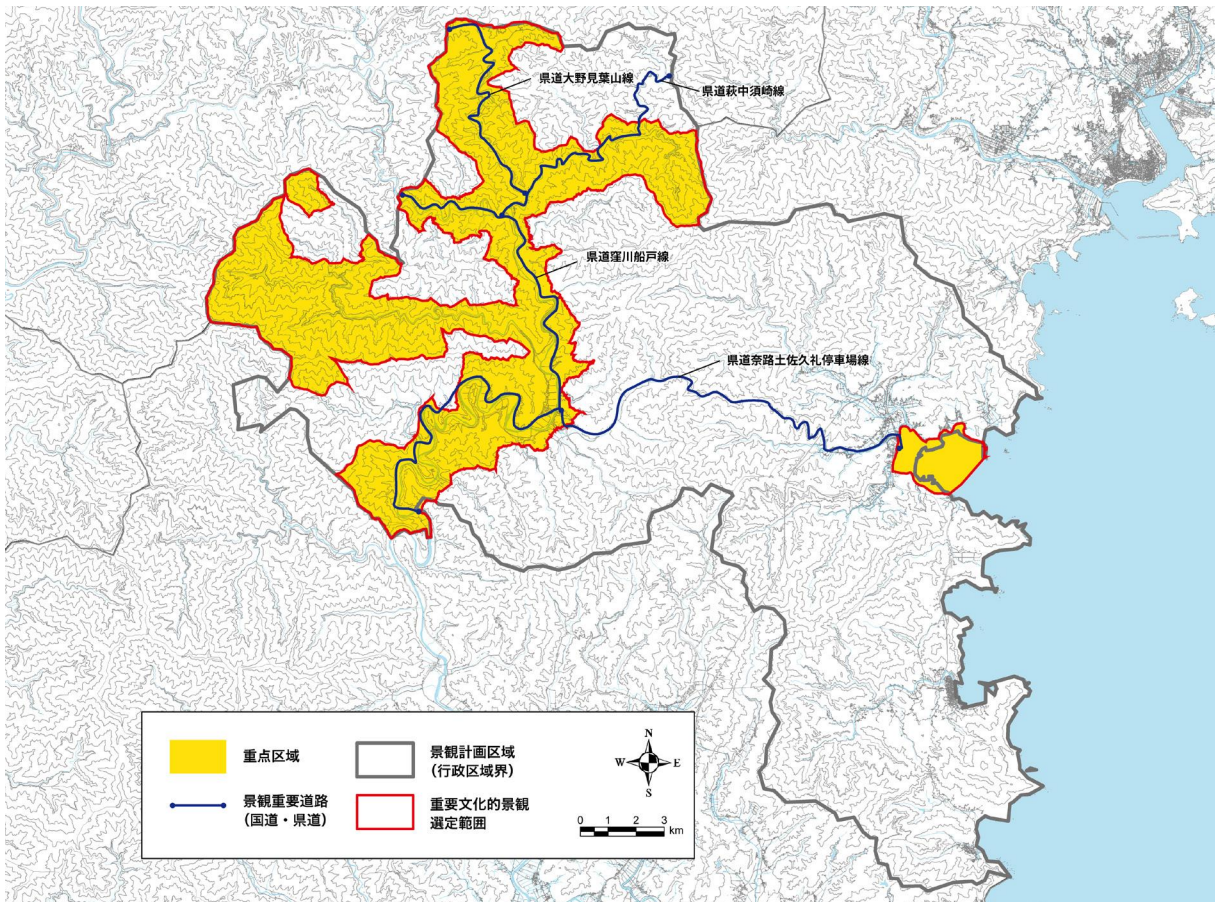 県道大野見葉山線
県道萩中須崎線
県道窪川船戸線
県道奈路土佐久礼停車場線
重点区域
景観計画区域
(行政区域界)
景観重要道路
(国道・県道)
重要文化的景観
選定範囲
N
W E
S
0 1 2 3
km